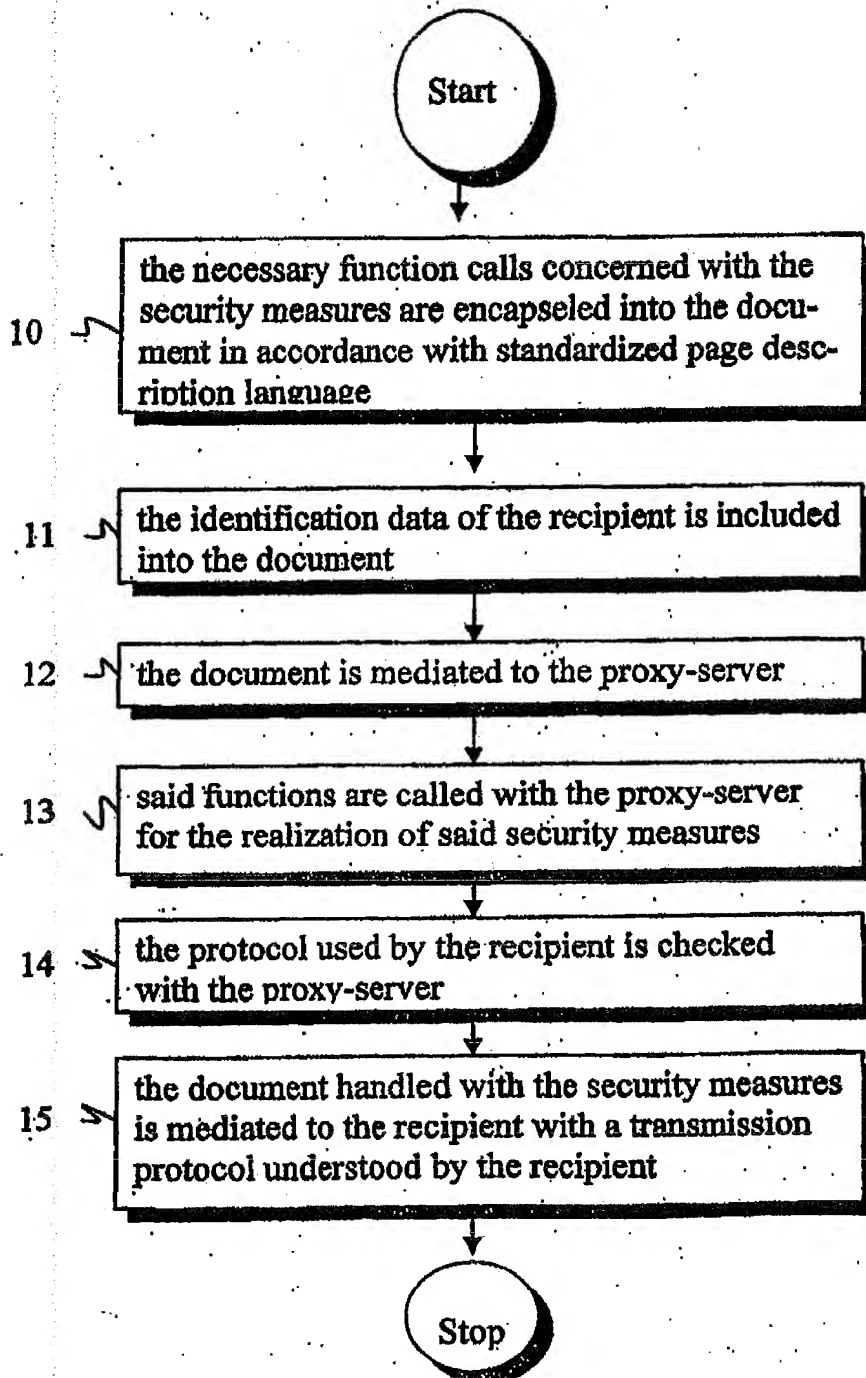 Start
the necessary function calls concerned with the
security measures are encapseled into the docu-
10 ment in accordance with standardized page desc-
ription language
11 the identification data of the recipient is included
into the document
12 the document is mediated to the proxy-server
13 said functions are called with the proxy-server
for the realization of said security measures
14 the protocol used by the recipient is checked
with the proxy-server
the document handled with the security measures
15 is mediated to the recipient with a transmission
protocol understood by the recipient
Stop